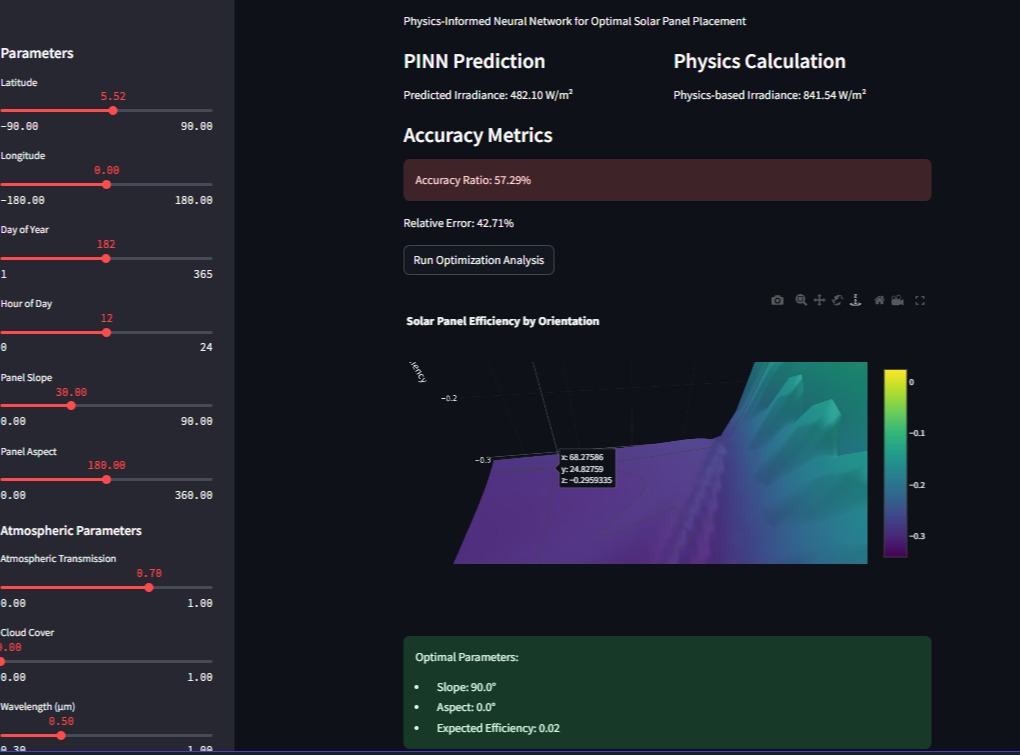 Parameters
Latitude
5.52
-90.00 90.00
Longitude
0.00
-180.00 180.00
Day of Year
182
1 365
Hour of Day
12
0 24
Panel Slope
30.00
0.00 90.00
Panel Aspect
180.00
0.00 360.00
Atmospheric Parameters
Atmospheric Transmission
0.70
0.00 1.00
Cloud Cover
.00
0.00 1.00
Wavelength (μm)
0.50
0.30 1.00
Physics-Informed Neural Network for Optimal Solar Panel Placement
PINN Prediction
Predicted Irradiance: 482.10 W/m²
Physics Calculation
Physics-based Irradiance: 841.54 W/m²
Accuracy Metrics
Accuracy Ratio: 57.29%
Relative Error: 42.71%
Run Optimization Analysis
Solar Panel Efficiency by Orientation
iency
−0.2
−0.3
x: 68.27586
y: 24.82759
z: −0.2959335
0
−0.1
−0.2
−0.3
Optimal Parameters:
• Slope: 90.0°
• Aspect: 0.0°
• Expected Efficiency: 0.02